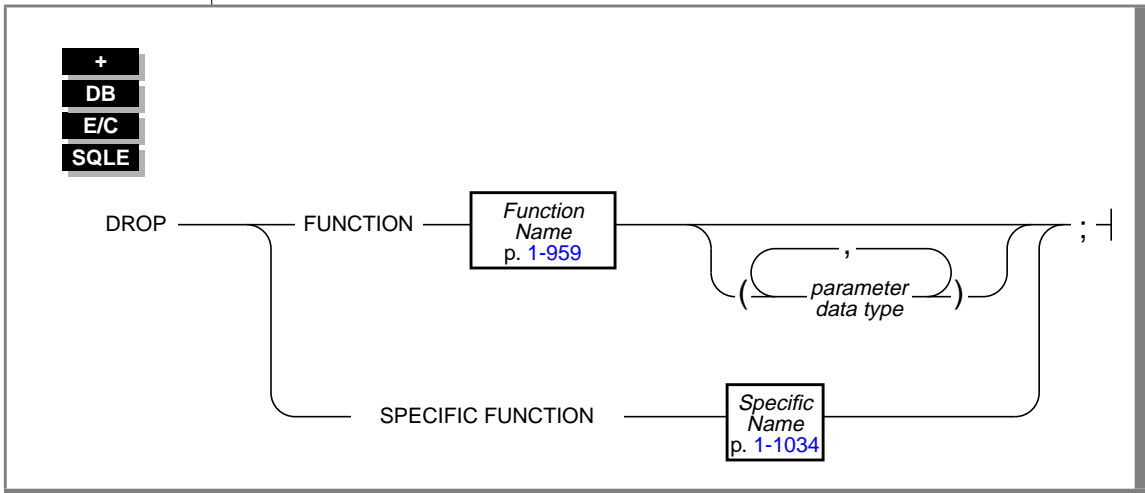 +
DB
E/C
SQLE
DROP FUNCTION Function Name p. 1-959 ( , parameter data type ) ;
SPECIFIC FUNCTION Specific Name p. 1-1034